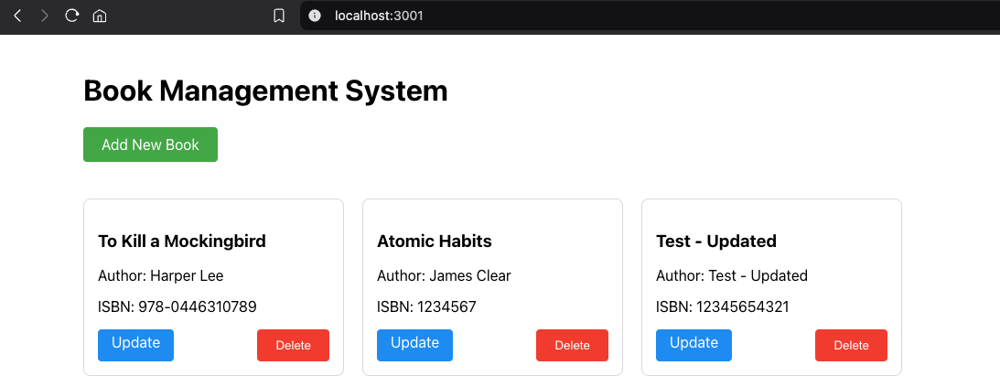 localhost:3001
Book Management System
Add New Book
To Kill a Mockingbird
Author: Harper Lee
ISBN: 978-0446310789
Update Delete
Atomic Habits
Author: James Clear
ISBN: 1234567
Update Delete
Test - Updated
Author: Test - Updated
ISBN: 12345654321
Update Delete